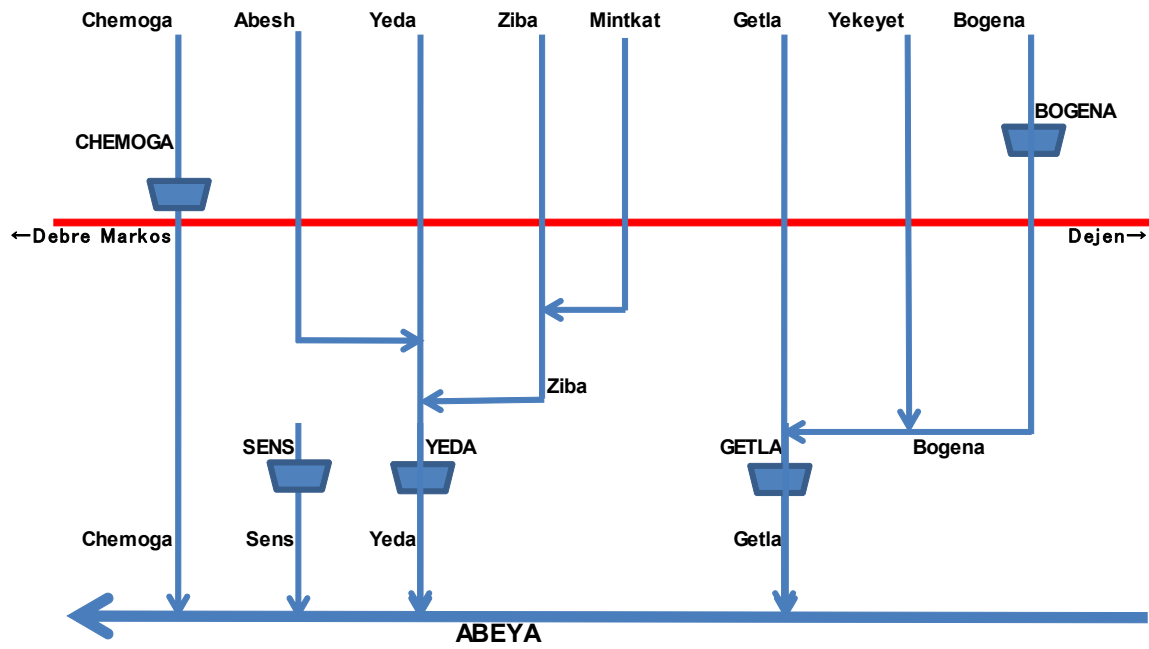 Chemoga Abesh Yeda Ziba Mintkat Getla Yekeyet Bogena
BOGENA
CHEMOGA
←Debre Markos Dejen→
Ziba
SENS YEDA GETLA Bogena
Chemoga Sens Yeda Getla
ABEYA